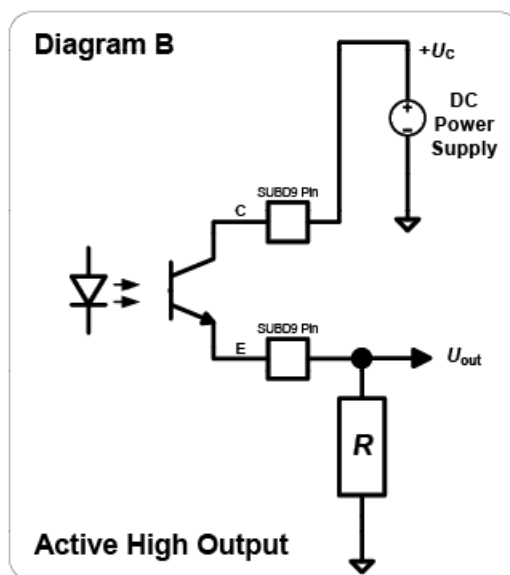 Diagram B
+UC
DC
Power
Supply
+
−
SUBD9 Pin
C
SUBD9 Pin
E
Uout
R
Active High Output